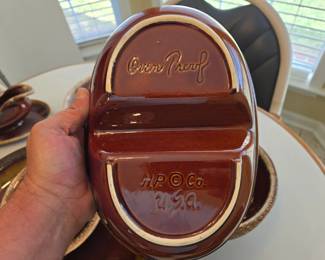 Oven Proof
H.P. © Co.
U.S.A.